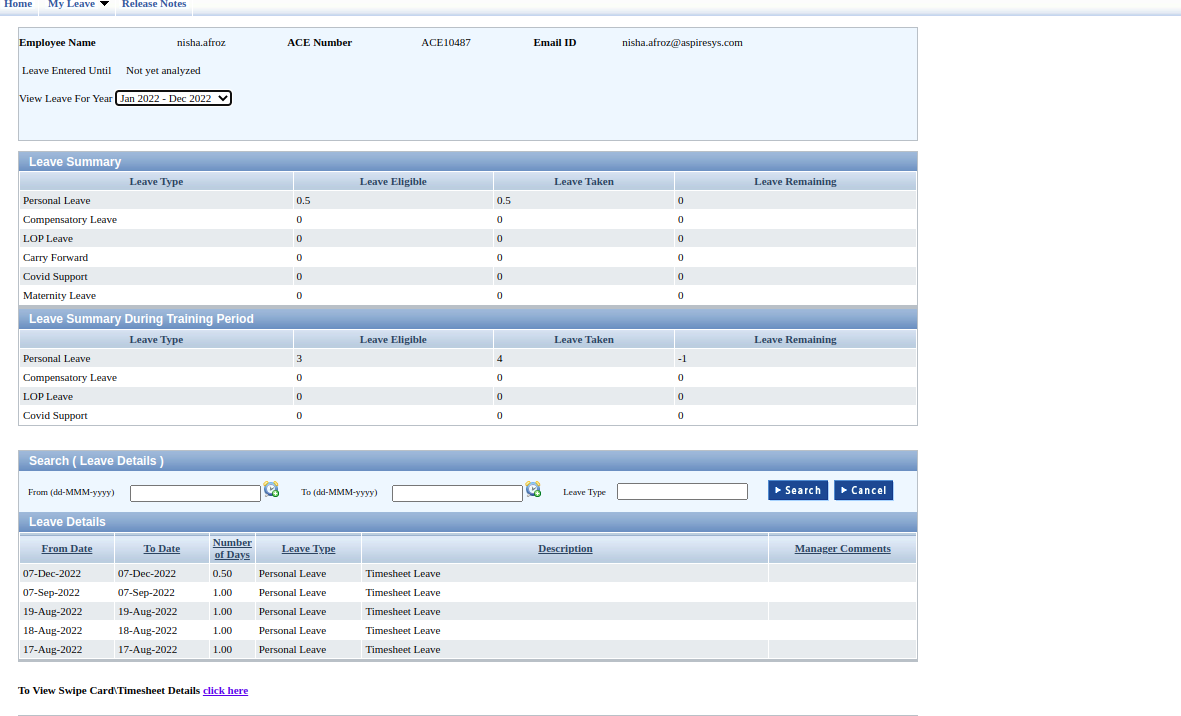 Home My Leave Release Notes
Employee Name nisha.afroz ACE Number ACE10487 Email ID nisha.afroz@aspiresys.com
Leave Entered Until Not yet analyzed
View Leave For Year Jan 2022 - Dec 2022
Leave Summary
Leave Type Leave Eligible Leave Taken Leave Remaining
Personal Leave 0.5 0.5 0
Compensatory Leave 0 0 0
LOP Leave 0 0 0
Carry Forward 0 0 0
Covid Support 0 0 0
Maternity Leave 0 0 0
Leave Summary During Training Period
Leave Type Leave Eligible Leave Taken Leave Remaining
Personal Leave 3 4 -1
Compensatory Leave 0 0 0
LOP Leave 0 0 0
Covid Support 0 0 0
Search ( Leave Details )
From (dd-MMM-yyyy) To (dd-MMM-yyyy) Leave Type Search Cancel
Leave Details
From Date To Date Number of Days Leave Type Description Manager Comments
07-Dec-2022 07-Dec-2022 0.50 Personal Leave Timesheet Leave
07-Sep-2022 07-Sep-2022 1.00 Personal Leave Timesheet Leave
19-Aug-2022 19-Aug-2022 1.00 Personal Leave Timesheet Leave
18-Aug-2022 18-Aug-2022 1.00 Personal Leave Timesheet Leave
17-Aug-2022 17-Aug-2022 1.00 Personal Leave Timesheet Leave
To View Swipe Card\Timesheet Details click here